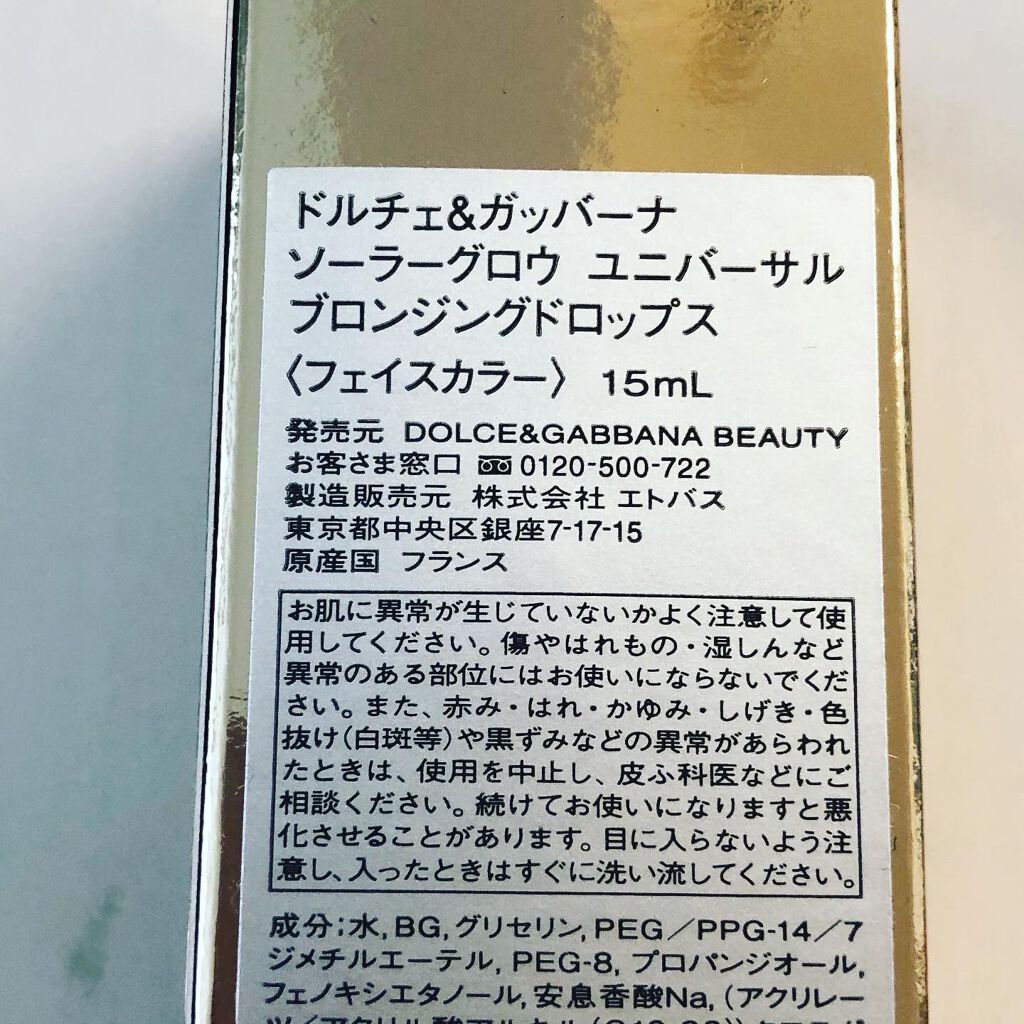 ドルチェ&ガッバーナ
ソーラーグロウ ユニバーサル
ブロンジングドロップス
〈フェイスカラー〉 15mL
発売元 DOLCE&GABBANA BEAUTY
お客さま窓口 0120-500-722
製造販売元 株式会社 エトバス
東京都中央区銀座7-17-15
原産国 フランス
お肌に異常が生じていないかよく注意して使
用してください。傷やはれもの・湿しんなど
異常のある部位にはお使いにならないでくだ
さい。また、赤み・はれ・かゆみ・しげき・色
抜け(白斑等)や黒ずみなどの異常があらわれ
たときは、使用を中止し、皮ふ科医などにご
相談ください。続けてお使いになりますと悪
化させることがあります。目に入らないよう注
意し、入ったときはすぐに洗い流してください。
成分;水,BG,グリセリン,PEG/PPG-14/7
ジメチルエーテル,PEG-8,プロパンジオール,
フェノキシエタノール,安息香酸Na,(アクリレー